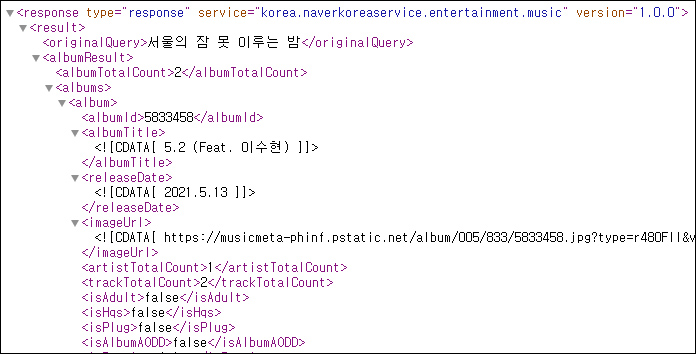 <response type="response" service="korea.naverkoreaservice.entertainment.music" version="1.0.0">
<result>
<originalQuery>서울의 잠 못 이루는 밤</originalQuery>
<albumResult>
<albumTotalCount>2</albumTotalCount>
<albums>
<album>
<albumId>5833458</albumId>
<albumTitle>
<![CDATA[ 5.2 (Feat. 이수현) ]]>
</albumTitle>
<releaseDate>
<![CDATA[ 2021.5.13 ]]>
</releaseDate>
<imageUrl>
<![CDATA[ https://musicmeta-phinf.pstatic.net/album/005/833/5833458.jpg?type=r480Fll&v
</imageUrl>
<artistTotalCount>1</artistTotalCount>
<trackTotalCount>2</trackTotalCount>
<isAdult>false</isAdult>
<isHqs>false</isHqs>
<isPlug>false</isPlug>
<isAlbumAODD>false</isAlbumAODD>